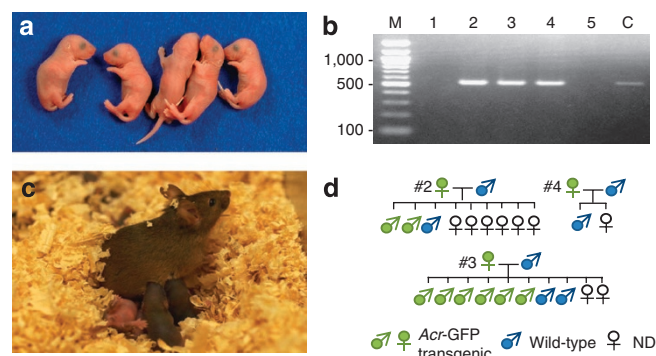 a
b
M 1 2 3 4 5 C
1,000 -
500 -
100 -
c
d
#2
#4
#3
Acr-GFP
transgenic
Wild-type
ND